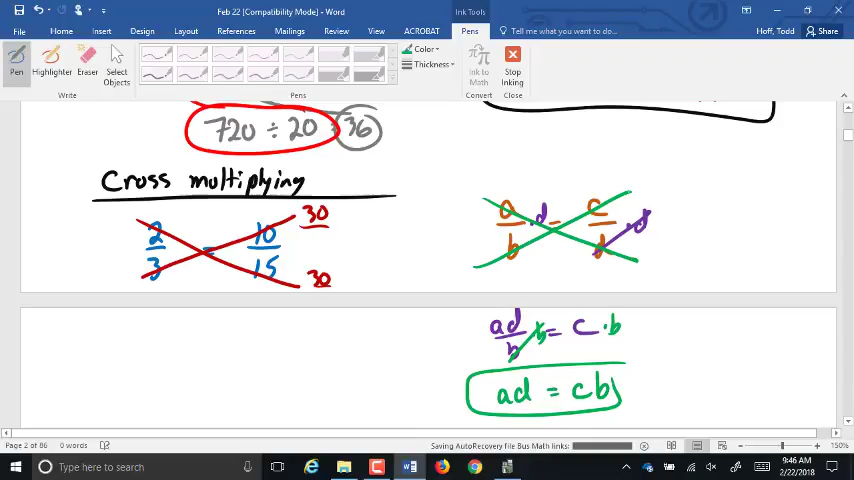 Feb 22 [Compatibility Mode] - Word
Ink Tools
Hoff, Todd
File Home Insert Design Layout References Mailings Review View ACROBAT Pens Tell me what you want to do... Share
Pen Highlighter Eraser Select Objects
Color
Thickness
Ink to Math
Stop Inking
Write Pens Convert Close
720 ÷ 20 36
Cross multiplying
2/3 = 10/15
30
30
a/b · d = c/d · d
ad/b · b = c · b
ad = cb
Page 2 of 86 0 words
Saving AutoRecovery file Bus Math links:
150%
Type here to search
9:46 AM
2/22/2018